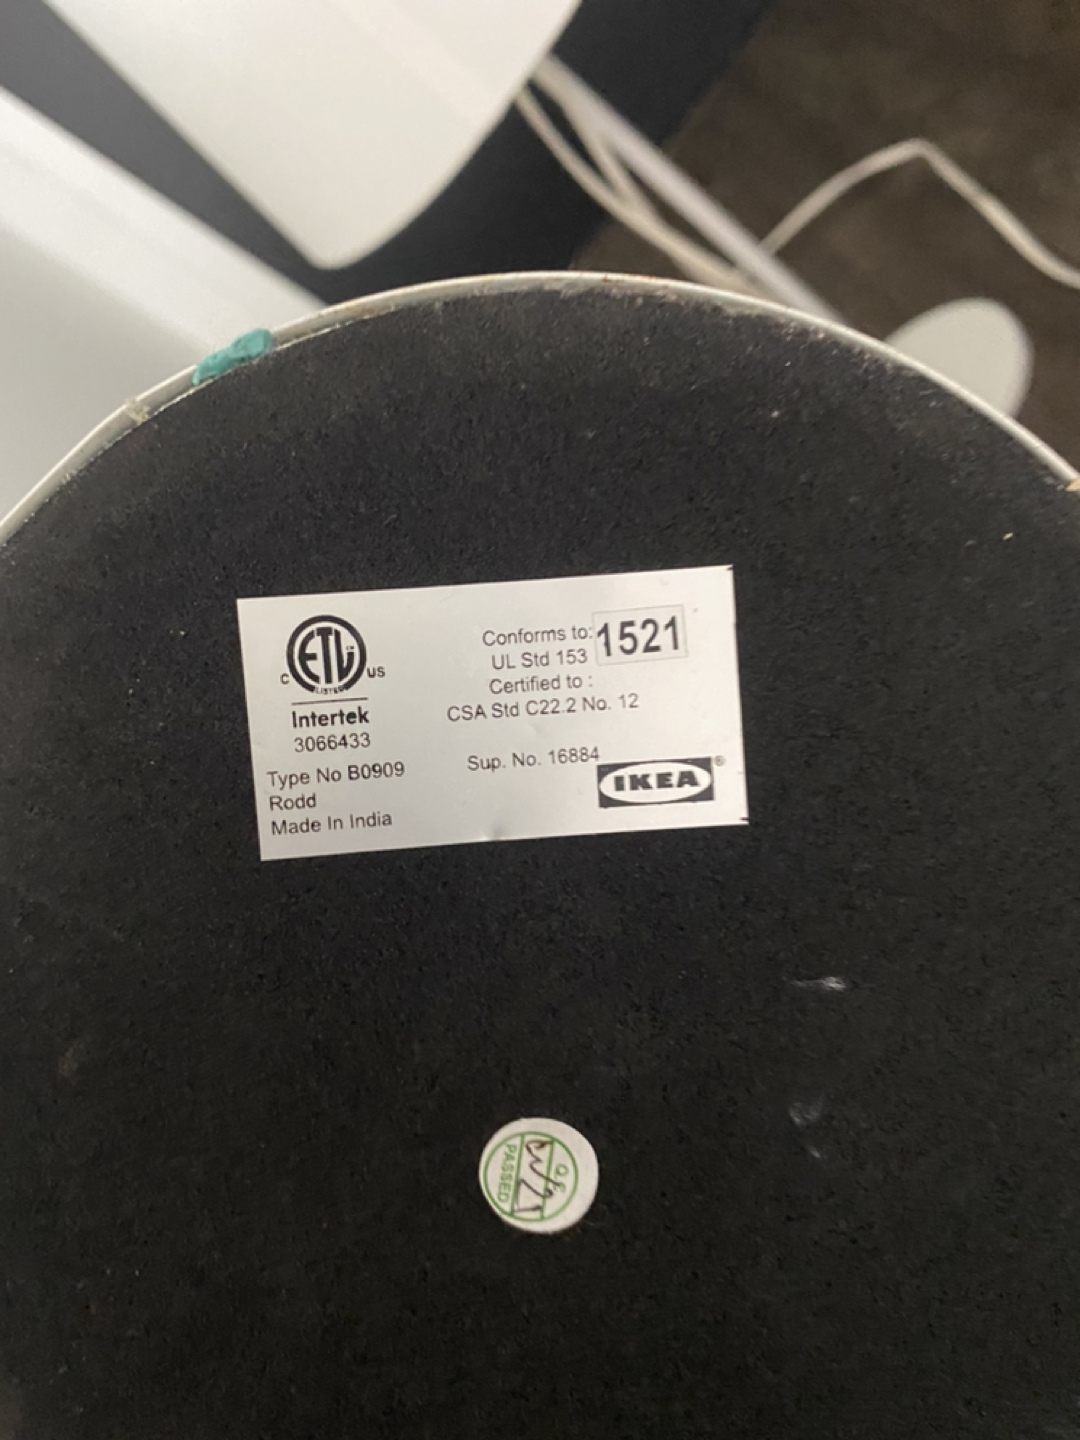 ETL
LISTED
C US
Intertek
3066433
Type No B0909
Rodd
Made In India
Conforms to: 1521
UL Std 153
Certified to :
CSA Std C22.2 No. 12
Sup. No. 16884
IKEA®
PASSED